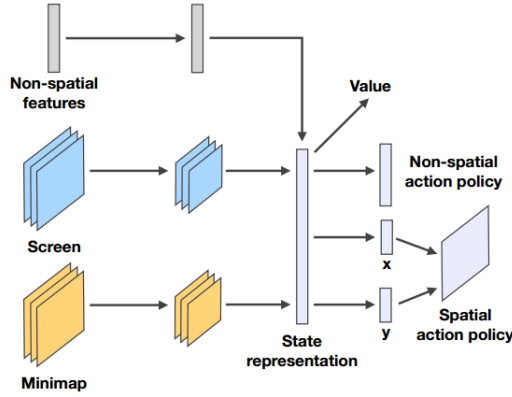 Non-spatial
features
Value
Non-spatial
action policy
Screen
x
State
representation
y
Spatial
action policy
Minimap